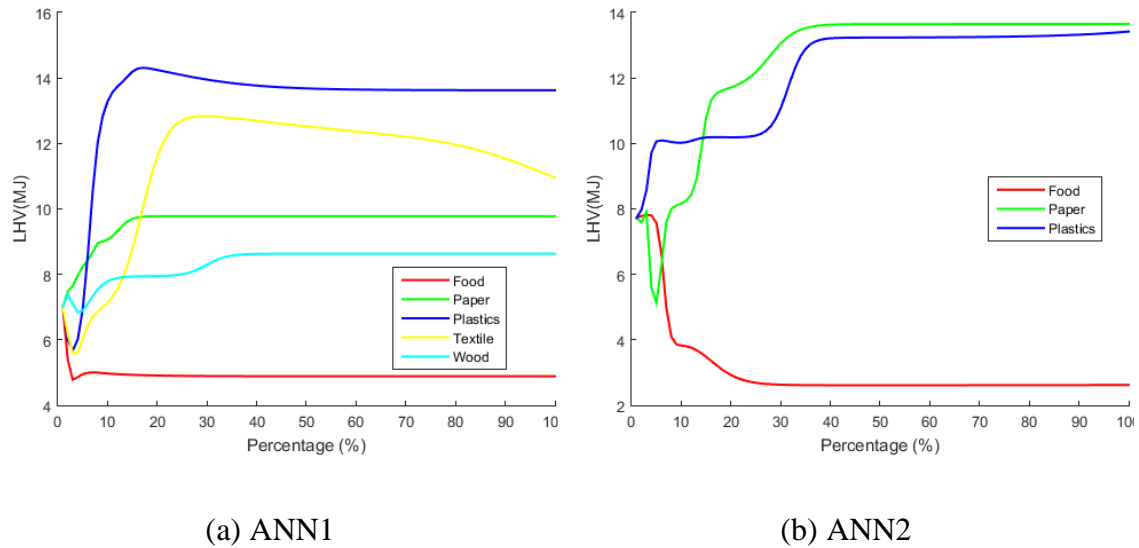 16
14
12
10
8
6
4
LHV(MJ)
0 10 20 30 40 50 60 70 80 90 100
Percentage (%)
Food
Paper
Plastics
Textile
Wood
(a) ANN1
14
12
10
8
6
4
2
LHV(MJ)
0 10 20 30 40 50 60 70 80 90 100
Percentage (%)
Food
Paper
Plastics
(b) ANN2